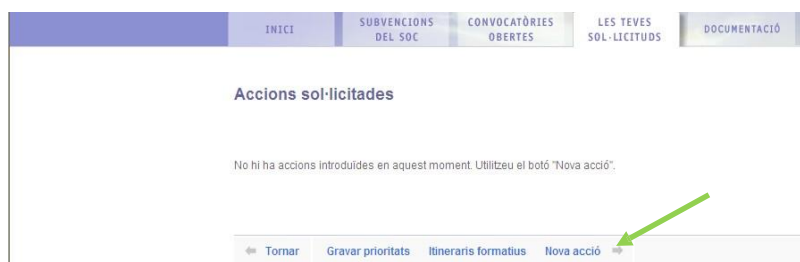 INICI
SUBVENCIONS
DEL SOC
CONVOCATÒRIES
OBERTES
LES TEVES
SOL·LICITUDS
DOCUMENTACIÓ
Accions sol·licitades
No hi ha accions introduïdes en aquest moment. Utilitzeu el botó "Nova acció".
Tornar Gravar prioritats Itineraris formatius Nova acció